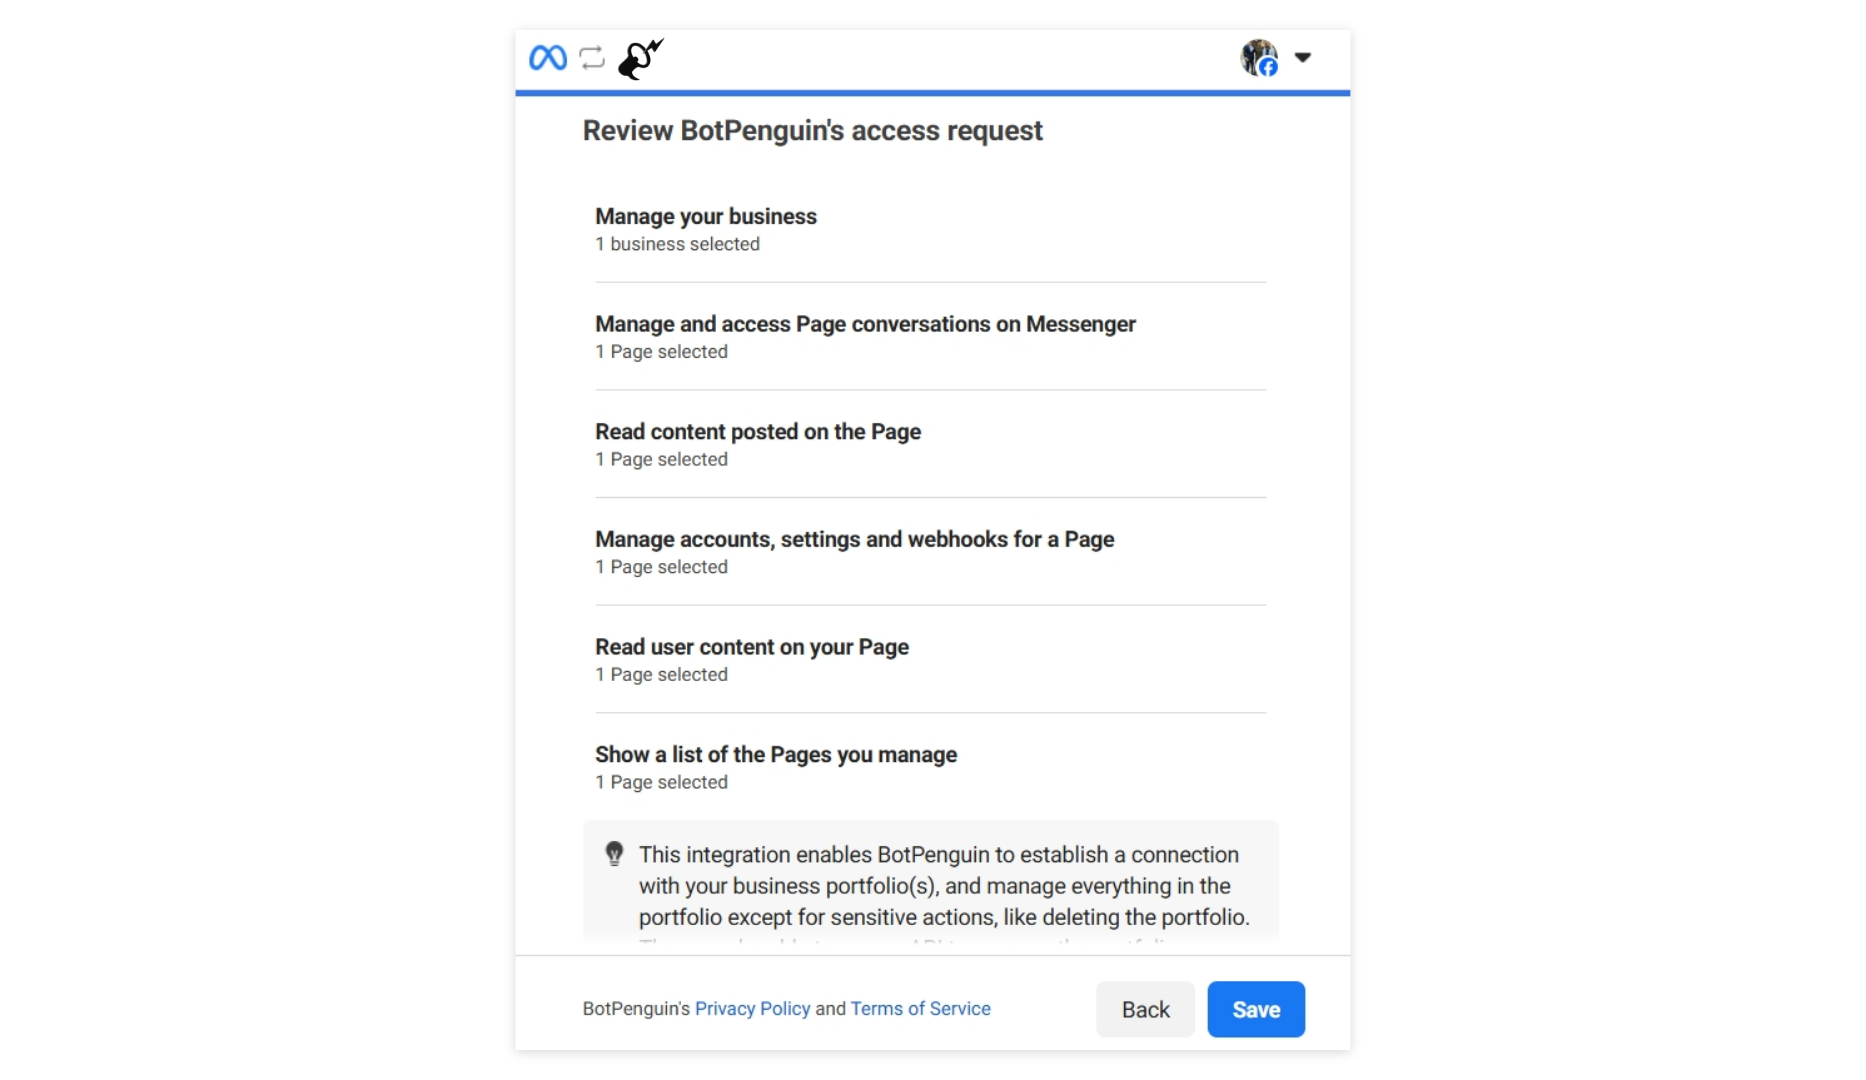 Review BotPenguin's access request
Manage your business
1 business selected
Manage and access Page conversations on Messenger
1 Page selected
Read content posted on the Page
1 Page selected
Manage accounts, settings and webhooks for a Page
1 Page selected
Read user content on your Page
1 Page selected
Show a list of the Pages you manage
1 Page selected
This integration enables BotPenguin to establish a connection
with your business portfolio(s), and manage everything in the
portfolio except for sensitive actions, like deleting the portfolio.
BotPenguin's Privacy Policy and Terms of Service
Back
Save